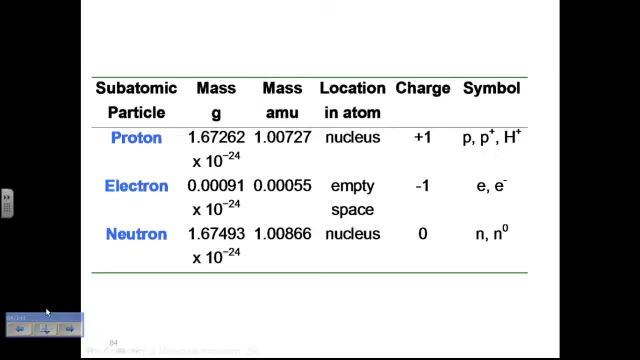 Subatomic Mass Mass Location Charge Symbol
Particle g amu in atom
Proton 1.67262 1.00727 nucleus +1 p, p⁺, H⁺
x 10⁻²⁴
Electron 0.00091 0.00055 empty -1 e, e⁻
x 10⁻²⁴ space
Neutron 1.67493 1.00866 nucleus 0 n, n⁰
x 10⁻²⁴
84